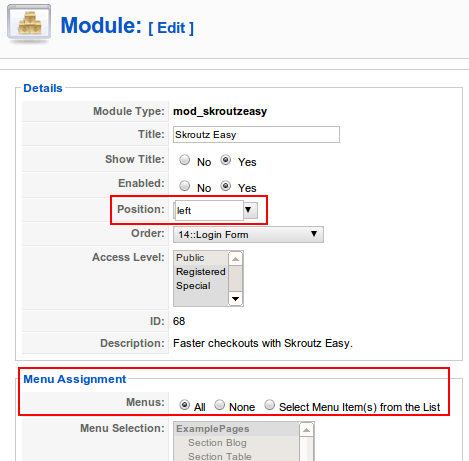 Module: [ Edit ]
Details
Module Type: mod_skroutzeasy
Title: Skroutz Easy
Show Title: No Yes
Enabled: No Yes
Position: left
Order: 14::Login Form
Access Level: Public
Registered
Special
ID: 68
Description: Faster checkouts with Skroutz Easy.
Menu Assignment
Menus: All None Select Menu Item(s) from the List
Menu Selection: ExamplePages
Section Blog
Section Table